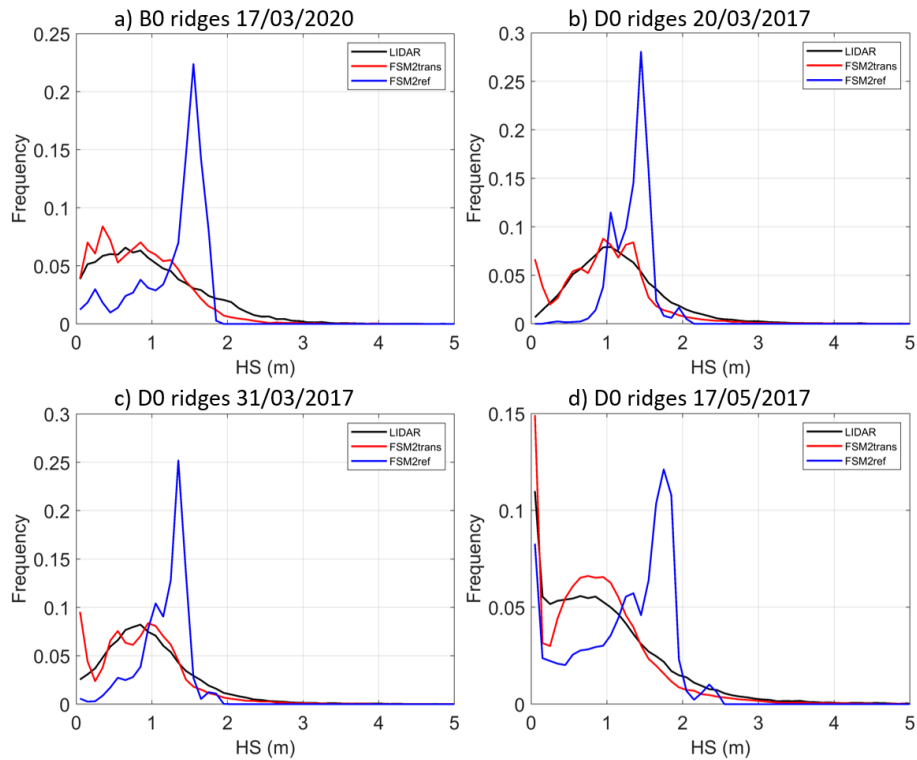 a) B0 ridges 17/03/2020
0.25
0.2
0.15
0.1
0.05
0
Frequency
LIDAR
FSM2trans
FSM2ref
0 1 2 3 4 5
HS (m)
b) D0 ridges 20/03/2017
0.3
0.25
0.2
0.15
0.1
0.05
0
Frequency
LIDAR
FSM2trans
FSM2ref
0 1 2 3 4 5
HS (m)
c) D0 ridges 31/03/2017
0.3
0.25
0.2
0.15
0.1
0.05
0
Frequency
LIDAR
FSM2trans
FSM2ref
0 1 2 3 4 5
HS (m)
d) D0 ridges 17/05/2017
0.15
0.1
0.05
0
Frequency
LIDAR
FSM2trans
FSM2ref
0 1 2 3 4 5
HS (m)